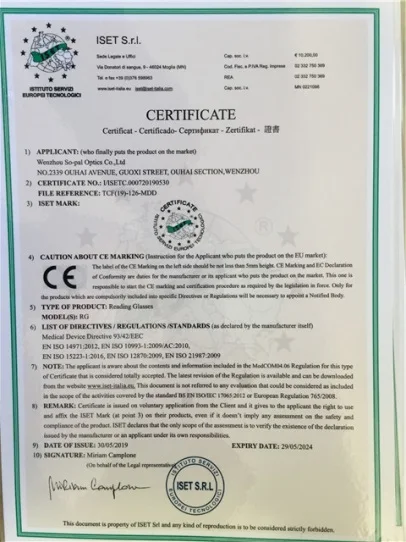 ISET S.r.l.
Sede Legale e Uffici
Via Donatori di sangue, 9 - 46024 Moglia (MN)
Tel. e fax +39 (0)376 598963
www.iset-italia.eu iset@iset-italia.com
Cap. soc. i.v. € 10.200,00
Cod. Fisc. e P.IVA Reg. Imprese 02 332 750 369
REA
Cap. soc. i.v.
ISTITUTO SERVIZI
EUROPEI TECNOLOGICI
CERTIFICATE
Certificat - Certificado- Сертификат - Zertifikat - 證書
1) APPLICANT: (who finally puts the product on the market)
Wenzhou So-pal Optics Co.,Ltd
NO.2339 OUHAI AVENUE, GUOXI STREET, OUHAI SECTION,WENZHOU
2) CERTIFICATE NO.: I/ISETC.000720190530
FILE REFERENCE: TCF(19)-126-MDD
3) ISET MARK:
CERTIFICATE
4) CAUTION ABOUT CE MARKING (Instruction for the Applicant who puts the product on the EU market):
CE
The label of the CE Marking on the left side should be not less than 5mm height. CE Marking and EC Declaration
of Conformity are duties for the manufacturer or its applicant who puts the product on the market. This one is
responsible to start the CE marking and certification procedure as required by the legislation in force. Only for
the products which are compulsorily included into specific Directives or Regulations will be necessary to appoint a Notified Body.
5) TYPE OF PRODUCT: Reading Glasses
MODEL(S): RG
6) LIST OF DIRECTIVES / REGULATIONS /STANDARDS (as declared by the manufacturer itself)
Medical Device Directive 93/42/EEC
EN ISO 14971:2012, EN ISO 10993-1:2009/AC:2010,
EN ISO 15223-1:2016, EN ISO 12870:2009, EN ISO 21987:2009
7) NOTE: The applicant is aware about the contents and information included in the ModCOM04.06 Regulation for this type
of Certificate that is considered totally accepted. The latest revision of the Regulation is available and can be downloaded
from the website www.iset-italia.eu. This document is not referred to any evaluation that could be considered as included in
the scope of the activities covered by the standard BS EN ISO/IEC 17065:2012 or European Regulation 765/2008.
8) REMARK: Certificate is issued on voluntary application from the Client and it gives to the applicant the right to use
and affix the ISET Mark (at point 3) on their products, even if it doesn't imply any assessment on the safety and
compliance of the product. ISET declares that the only scope of the assessment is to verify the existence of the declaration
issued by the manufacturer or an applicant under its own responsibilities.
9) DATE OF ISSUE: 30/05/2019 EXPIRY DATE: 29/05/2024
10) SIGNATURE: Miriam Camplone
(On behalf of the Legal representative)
Miriam Camplone
ISTITUTO SERVIZI
ISET S.R.L
EUROPEI TECNOLOGICI
This document is property of ISET Srl and any kind of reproduction is to be considered strictly forbidden.